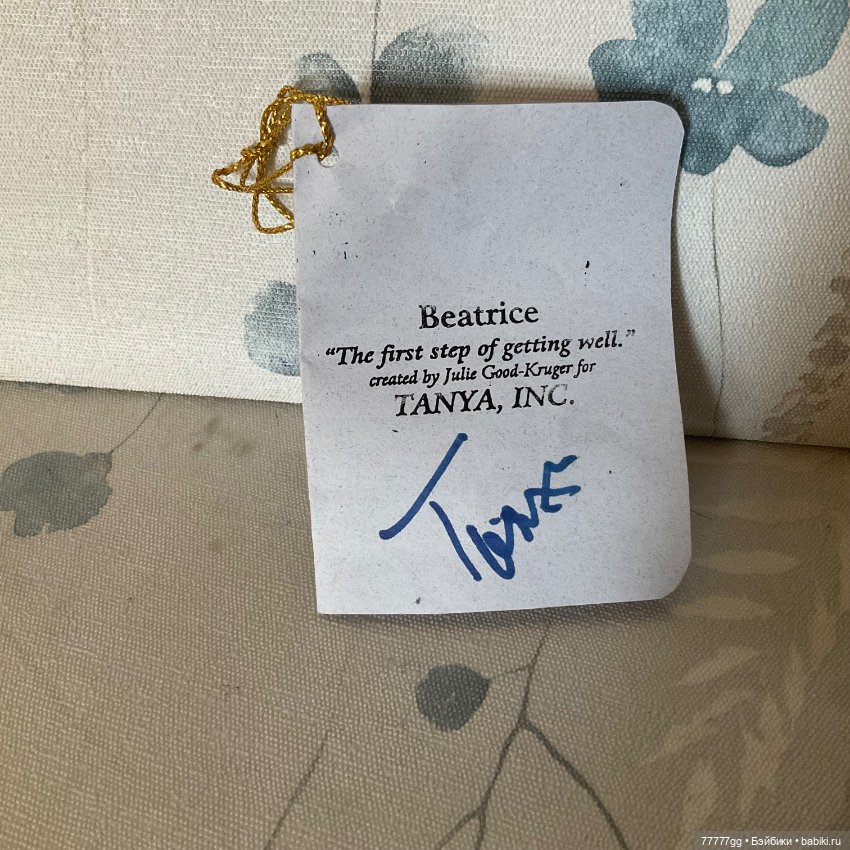 Beatrice
“The first step of getting well.”
created by Julie Good-Kruger for
TANYA, INC.
77777gg • Бэйбики • babiki.ru